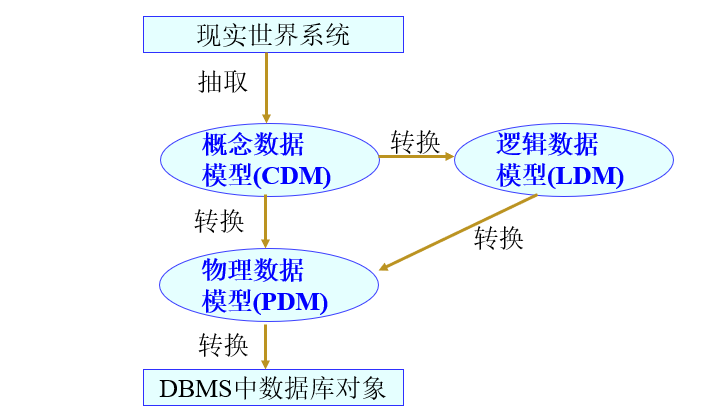 现实世界系统
抽取
概念数据
模型(CDM)
转换
逻辑数据
模型(LDM)
转换
转换
物理数据
模型(PDM)
转换
DBMS中数据库对象